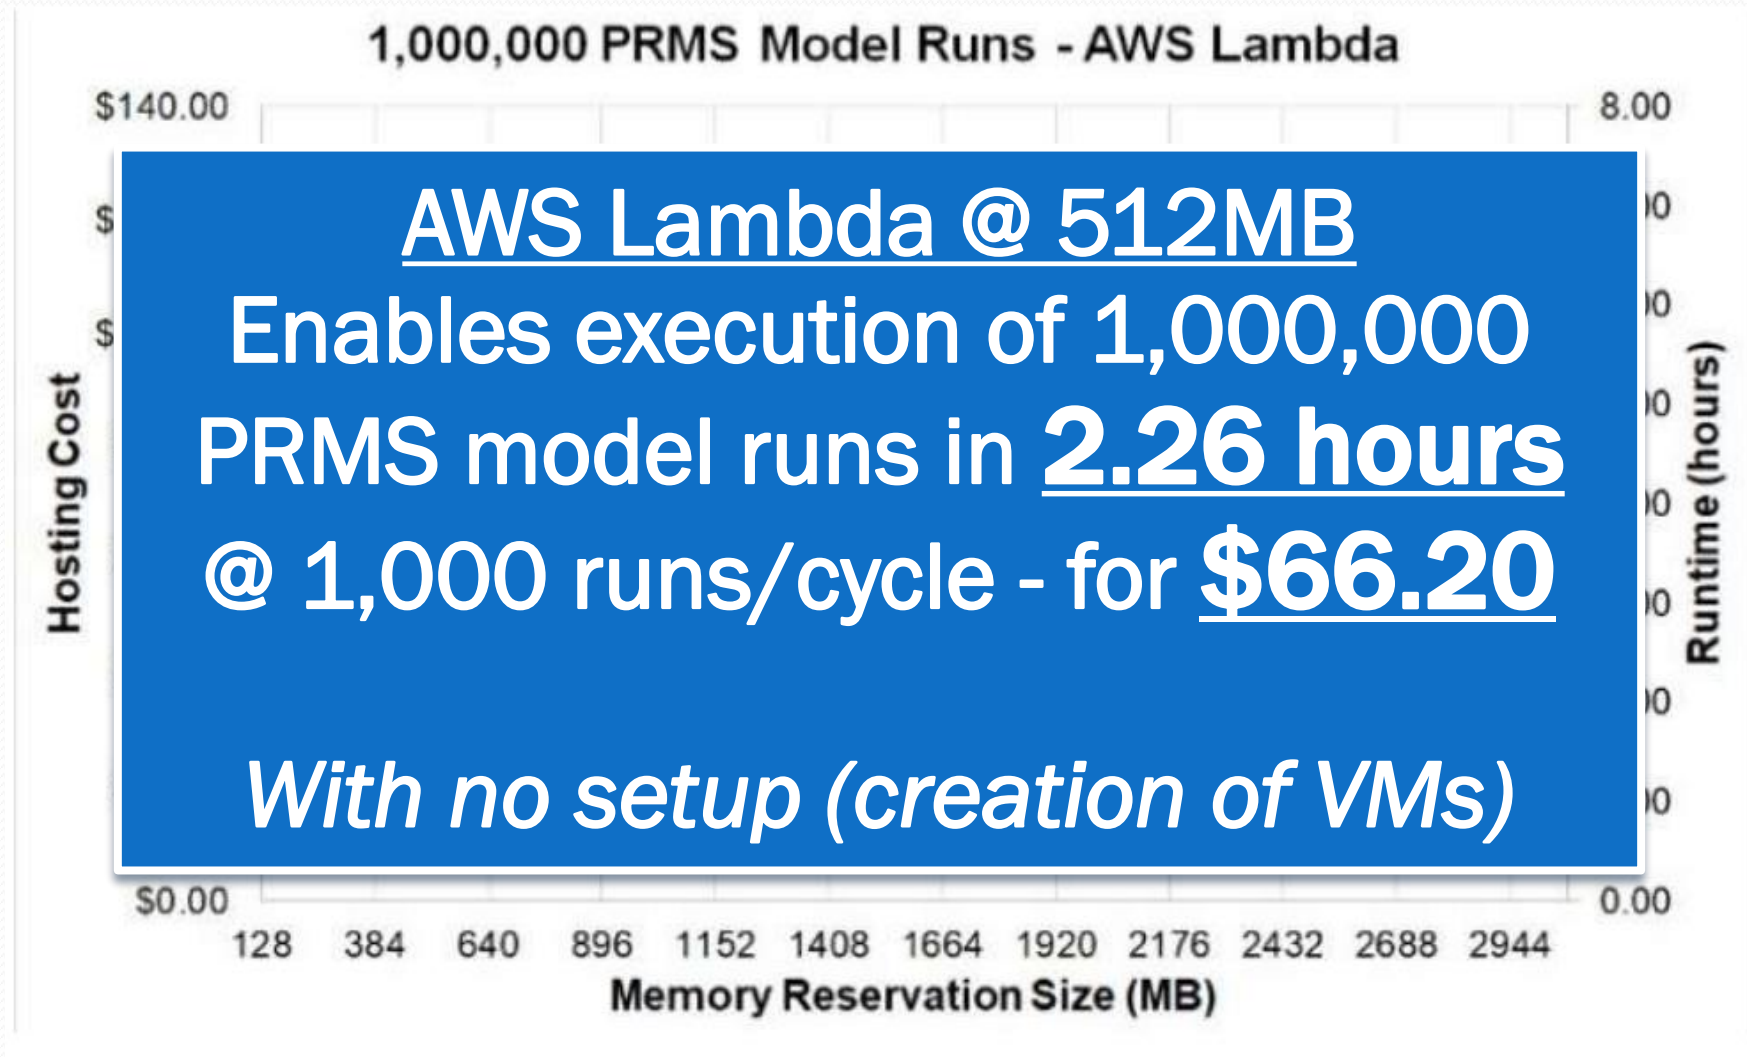 1,000,000 PRMS Model Runs - AWS Lambda
$140.00
8.00
AWS Lambda @ 512MB
Enables execution of 1,000,000
PRMS model runs in 2.26 hours
@ 1,000 runs/cycle - for $66.20
With no setup (creation of VMs)
Hosting Cost
Runtime (hours)
$0.00
0.00
128 384 640 896 1152 1408 1664 1920 2176 2432 2688 2944
Memory Reservation Size (MB)